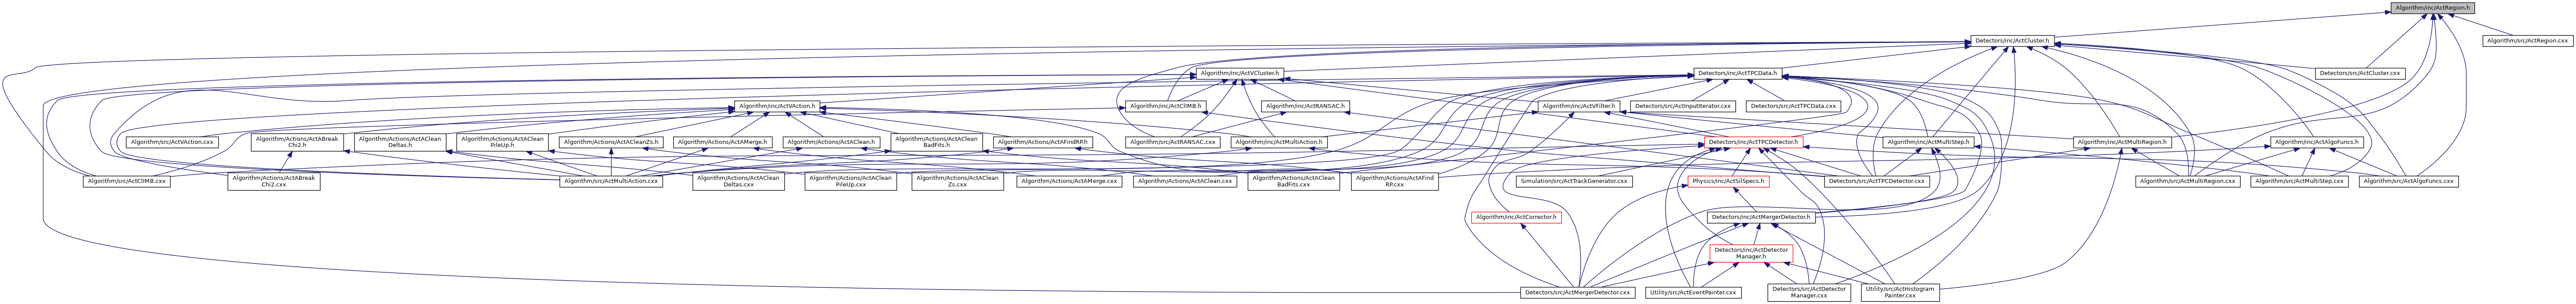 Algorithm/inc/ActRegion.h
Detectors/inc/ActCluster.h
Algorithm/src/ActRegion.cxx
Algorithm/inc/ActVCluster.h
Detectors/inc/ActTPCData.h
Detectors/src/ActCluster.cxx
Algorithm/inc/ActVAction.h
Algorithm/inc/ActCIIMB.h
Algorithm/inc/ActRANSAC.h
Algorithm/inc/ActVFilter.h
Detectors/src/ActInputIterator.cxx
Detectors/src/ActTPCData.cxx
Algorithm/src/ActVAction.cxx
Algorithm/Actions/ActABreak
Chi2.h
Algorithm/Actions/ActAClean
Deltas.h
Algorithm/Actions/ActAClean
PileUp.h
Algorithm/Actions/ActACleanZs.h
Algorithm/Actions/ActAMerge.h
Algorithm/Actions/ActAClean.h
Algorithm/Actions/ActAClean
BadFits.h
Algorithm/Actions/ActAFindRP.h
Algorithm/src/ActRANSAC.cxx
Algorithm/inc/ActMultiAction.h
Detectors/inc/ActTPCDetector.h
Algorithm/inc/ActMultiStep.h
Algorithm/inc/ActMultiRegion.h
Algorithm/inc/ActAlgoFuncs.h
Algorithm/src/ActCIIMB.cxx
Algorithm/Actions/ActABreak
Chi2.cxx
Algorithm/src/ActMultiAction.cxx
Algorithm/Actions/ActAClean
Deltas.cxx
Algorithm/Actions/ActAClean
PileUp.cxx
Algorithm/Actions/ActAClean
Zs.cxx
Algorithm/Actions/ActAMerge.cxx
Algorithm/Actions/ActAClean.cxx
Algorithm/Actions/ActAClean
BadFits.cxx
Algorithm/Actions/ActAFind
RP.cxx
Simulation/src/ActTrackGenerator.cxx
Physics/inc/ActSilSpecs.h
Detectors/src/ActTPCDetector.cxx
Algorithm/src/ActMultiRegion.cxx
Algorithm/src/ActMultiStep.cxx
Algorithm/src/ActAlgoFuncs.cxx
Algorithm/inc/ActCorrector.h
Detectors/inc/ActMergerDetector.h
Detectors/inc/ActDetector
Manager.h
Detectors/src/ActMergerDetector.cxx
Utility/src/ActEventPainter.cxx
Detectors/src/ActDetector
Manager.cxx
Utility/src/ActHistogram
Painter.cxx